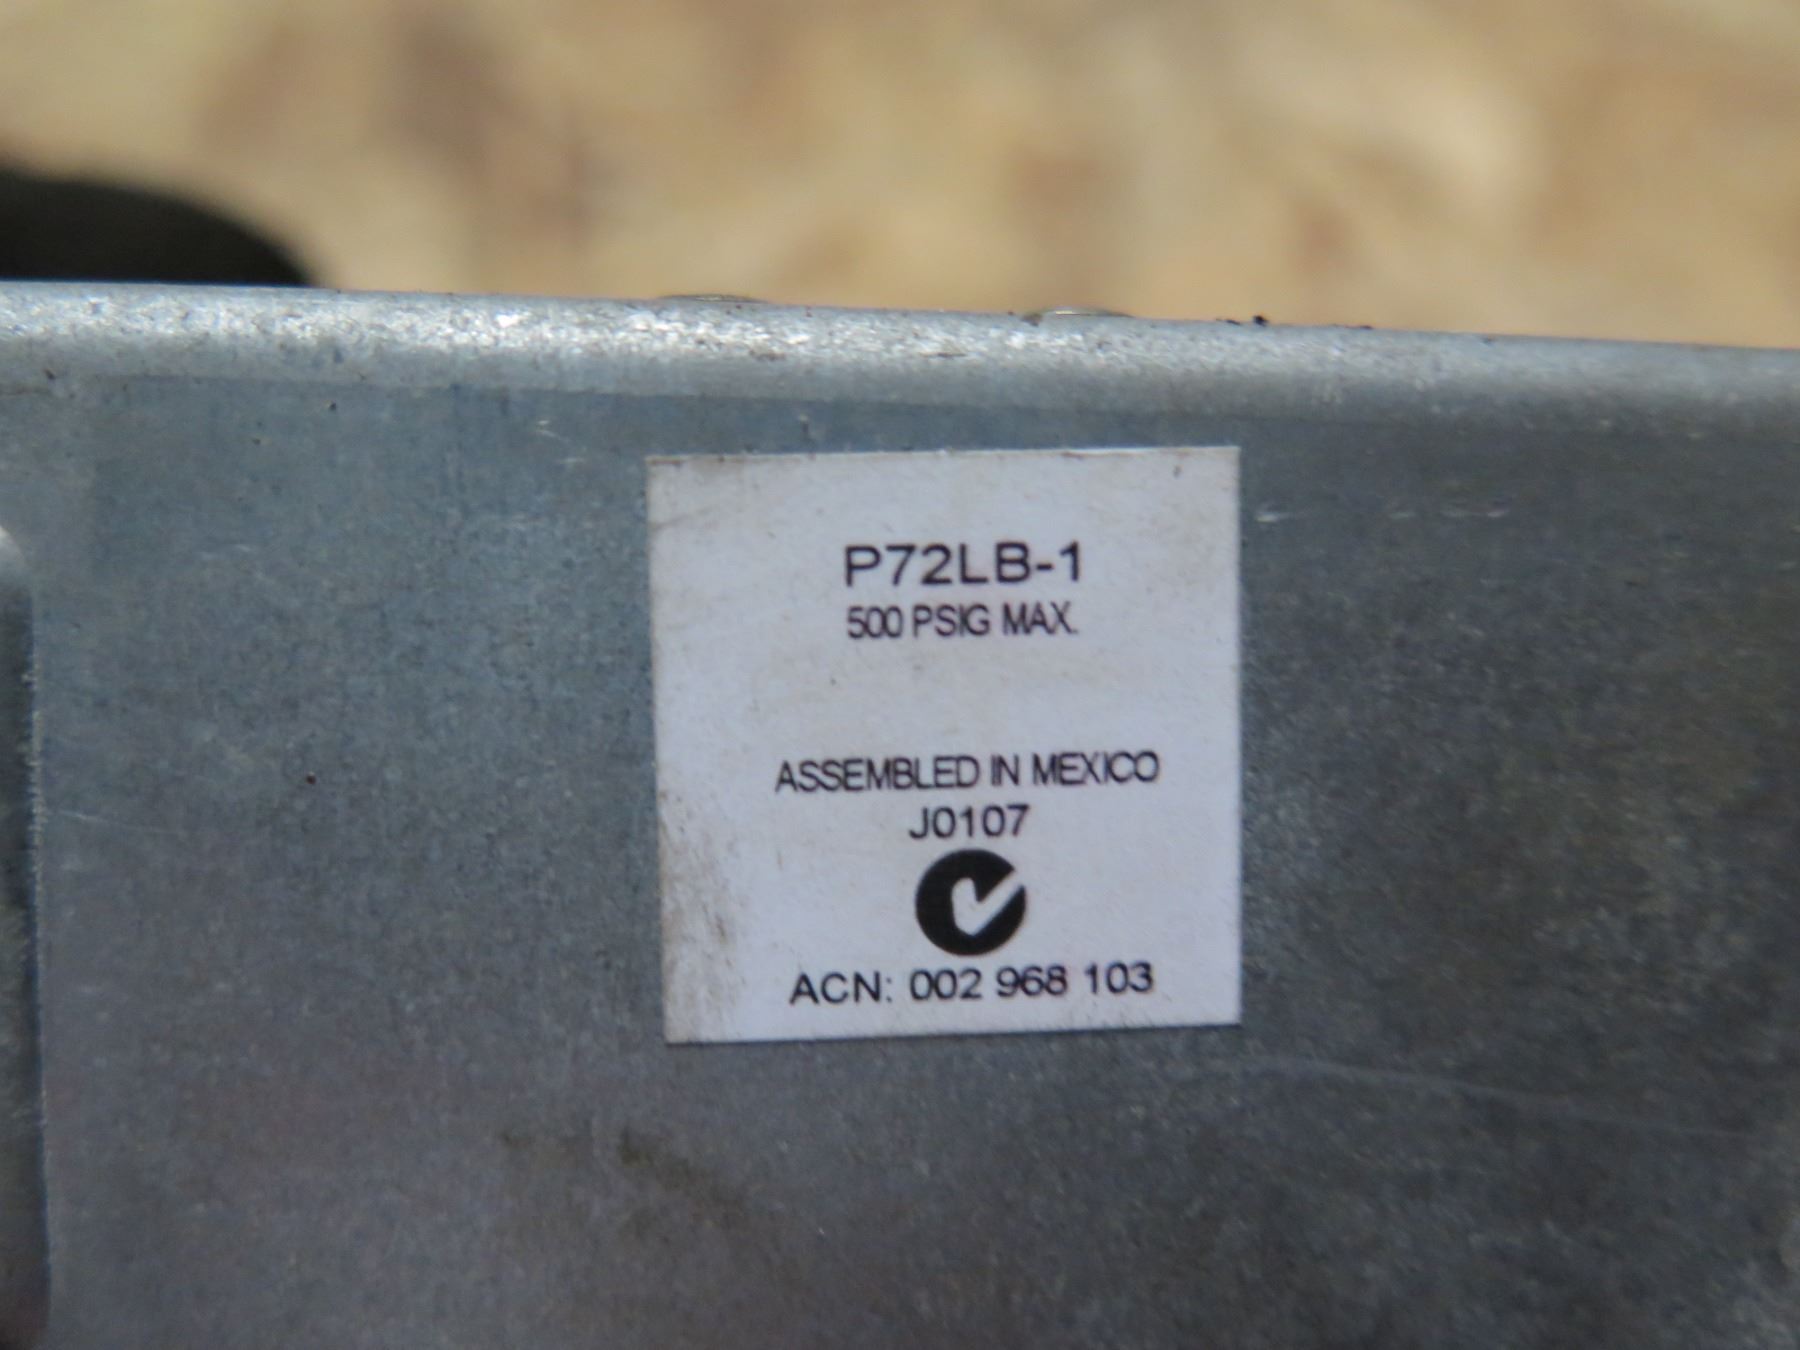 P72LB-1
500 PSIG MAX.
ASSEMBLED IN MEXICO
J0107
ACN: 002 968 103